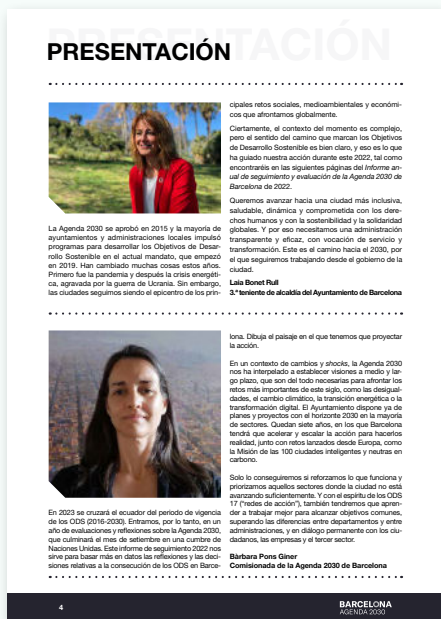 PRESENTACIÓN
La Agenda 2030 se aprobó en 2015 y la mayoría de
ayuntamientos y administraciones locales impulsó
programas para desarrollar los Objetivos de Desar-
rollo Sostenible en el actual mandato, que empezó
en 2019. Han cambiado muchas cosas estos años.
Primero fue la pandemia y después la crisis energéti-
ca, agravada por la guerra de Ucrania. Sin embargo,
las ciudades seguimos siendo el epicentro de los prin-
cipales retos sociales, medioambientales y económi-
cos que afrontamos globalmente.
Ciertamente, el contexto del momento es complejo,
pero el sentido del camino que marcan los Objetivos
de Desarrollo Sostenible es bien claro, y eso es lo que
ha guiado nuestra acción durante este 2022, tal como
encontraréis en las siguientes páginas del Informe an-
ual de seguimiento y evaluación de la Agenda 2030 de
Barcelona de 2022.
Queremos avanzar hacia una ciudad más inclusiva,
saludable, dinámica y comprometida con los dere-
chos humanos y con la sostenibilidad y la solidaridad
globales. Y por eso necesitamos una administración
transparente y eficaz, con vocación de servicio y
transformación. Este es el camino hacia el 2030, por
el que seguiremos trabajando desde el gobierno de la
ciudad.
Laia Bonet Rull
3.ª teniente de alcaldía del Ayuntamiento de Barcelona
En 2023 se cruzará el ecuador del periodo de vigencia
de los ODS (2016-2030). Entramos, por lo tanto, en un
año de evaluaciones y reflexiones sobre la Agenda 2030,
que culminará el mes de setiembre en una cumbre de
Naciones Unidas. Este informe de seguimiento 2022 nos
sirve para basar más en datos las reflexiones y las deci-
siones relativas a la consecución de los ODS en Barce-
lona. Dibuja el paisaje en el que tenemos que proyectar
la acción.
En un contexto de cambios y shocks, la Agenda 2030
nos ha interpelado a establecer visiones a medio y lar-
go plazo, que son del todo necesarias para afrontar los
retos más importantes de este siglo, como las desigual-
dades, el cambio climático, la transición energética o la
transformación digital. El Ayuntamiento dispone ya de
planes y proyectos con el horizonte 2030 en la mayoría
de sectores. Quedan siete años, en los que Barcelona
tendrá que acelerar y escalar la acción para hacerlos
realidad, junto con retos lanzados desde Europa, como
la Misión de las 100 ciudades inteligentes y neutras en
carbono.
Solo lo conseguiremos si reforzamos lo que funciona y
priorizamos aquellos sectores donde la ciudad no está
avanzando suficientemente. Y con el espíritu de los ODS
17 ("redes de acción"), también tendremos que apren-
der a trabajar mejor para alcanzar objetivos comunes,
superando las diferencias entre departamentos y entre
administraciones, y en diálogo permanente con los ciu-
dadanos, las empresas y el tercer sector.
Bàrbara Pons Giner
Comisionada de la Agenda 2030 de Barcelona
4
BARCELONA
AGENDA 2030